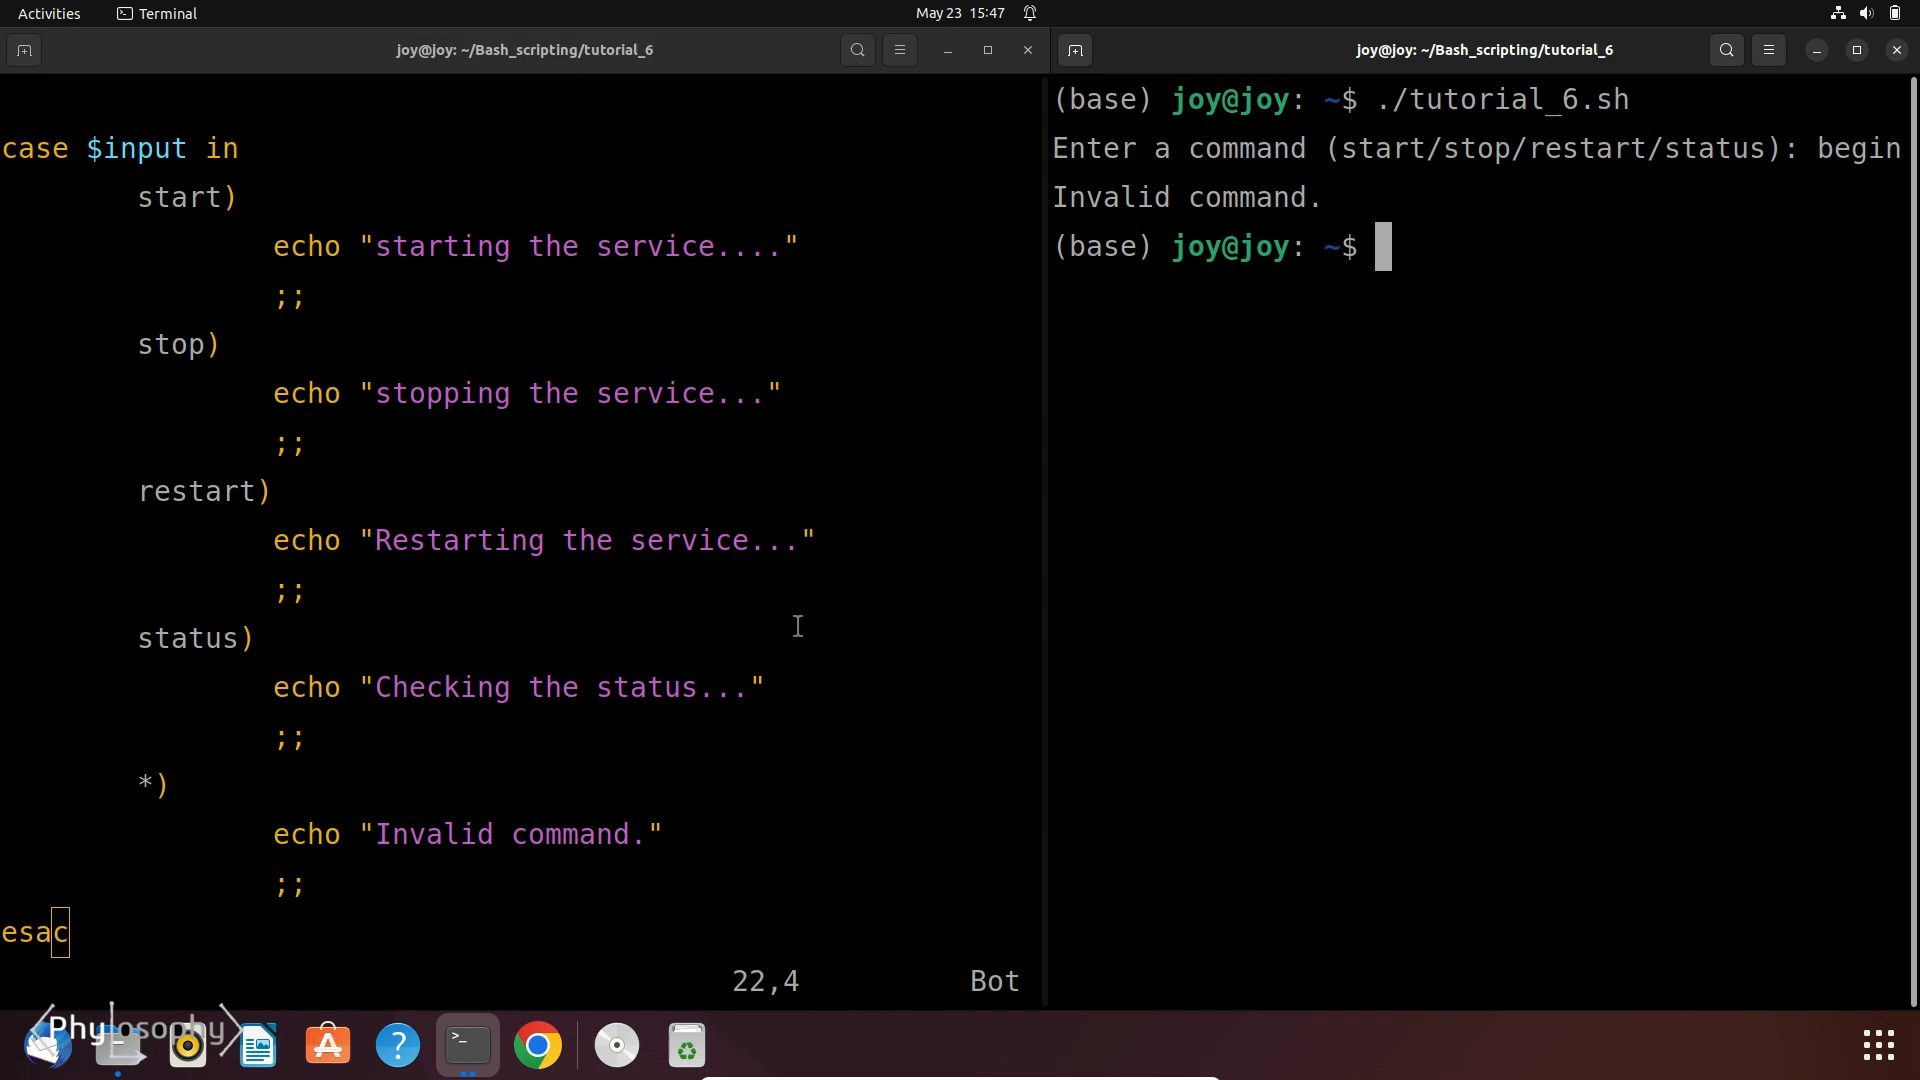 Activities Terminal May 23 15:47
joy@joy: ~/Bash_scripting/tutorial_6
case $input in
start)
echo "starting the service...."
;;
stop)
echo "stopping the service..."
;;
restart)
echo "Restarting the service..."
;;
status)
echo "Checking the status..."
;;
*)
echo "Invalid command."
;;
esac
22,4 Bot
joy@joy: ~/Bash_scripting/tutorial_6
(base) joy@joy: ~$ ./tutorial_6.sh
Enter a command (start/stop/restart/status): begin
Invalid command.
(base) joy@joy: ~$
Phylosophy